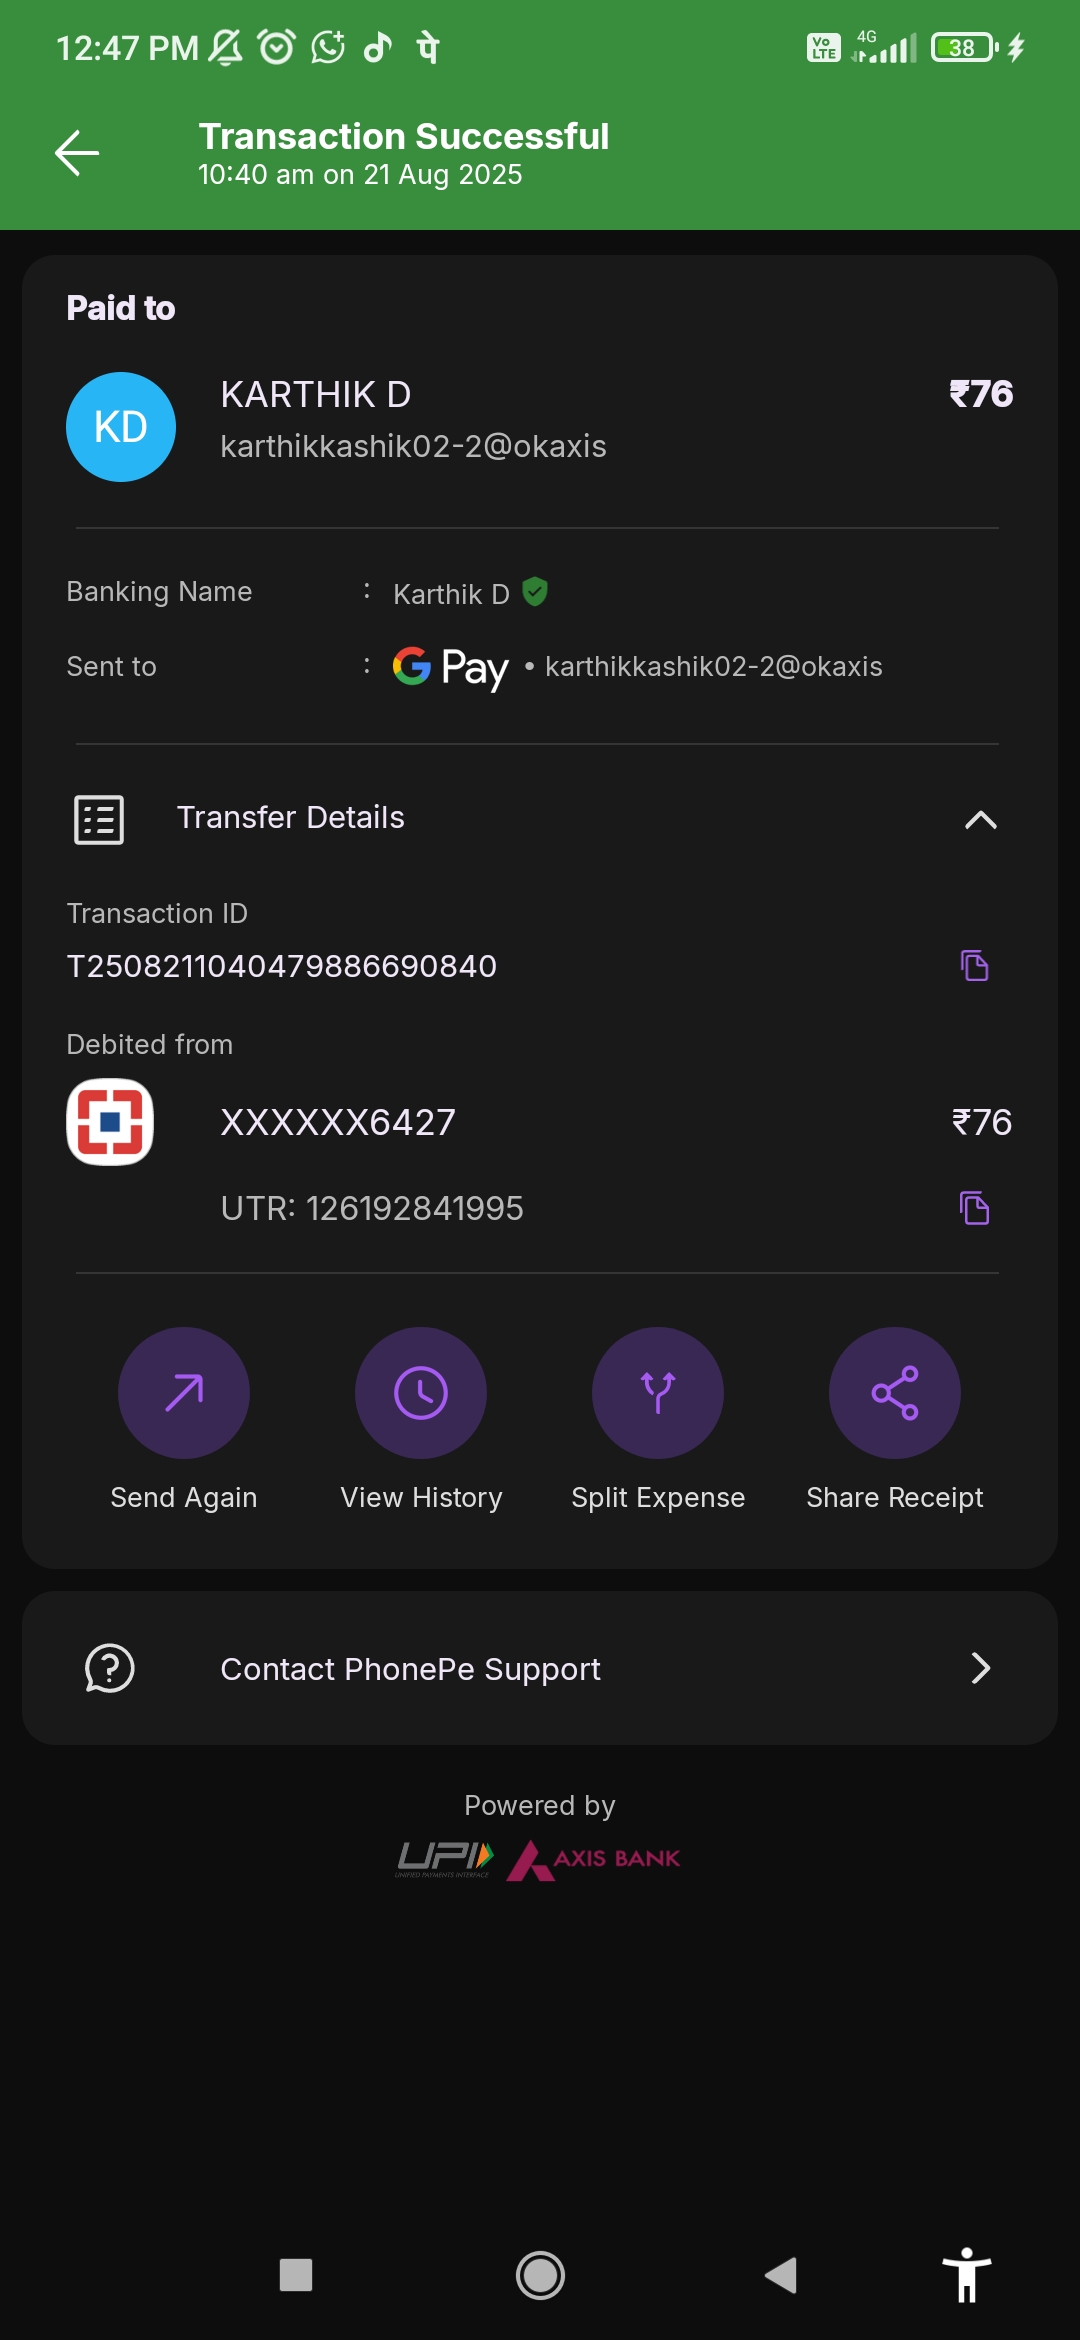 12:47 PM पे Vo LTE 4G 38
Transaction Successful
10:40 am on 21 Aug 2025
Paid to
KD KARTHIK D ₹76
karthikkashik02-2@okaxis
Banking Name : Karthik D
Sent to : G Pay • karthikkashik02-2@okaxis
Transfer Details
Transaction ID
T2508211040479886690840
Debited from
XXXXXX6427 ₹76
UTR: 126192841995
Send Again View History Split Expense Share Receipt
Contact PhonePe Support
Powered by
UPI AXIS BANK
UNIFIED PAYMENTS INTERFACE